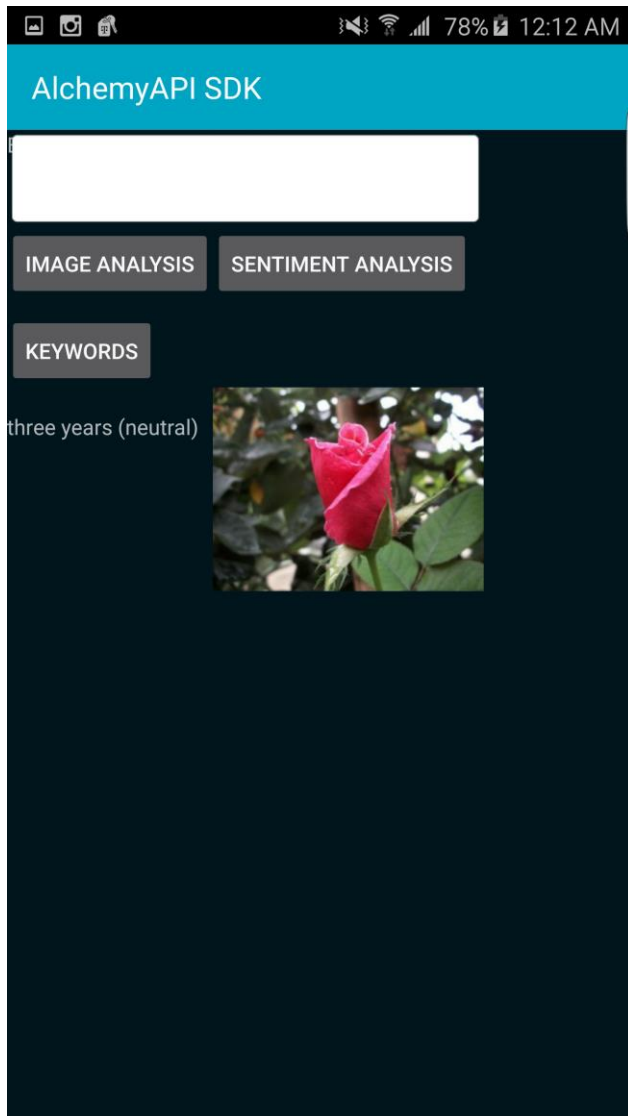 78% 12:12 AM
AlchemyAPI SDK
IMAGE ANALYSIS SENTIMENT ANALYSIS
KEYWORDS
three years (neutral)